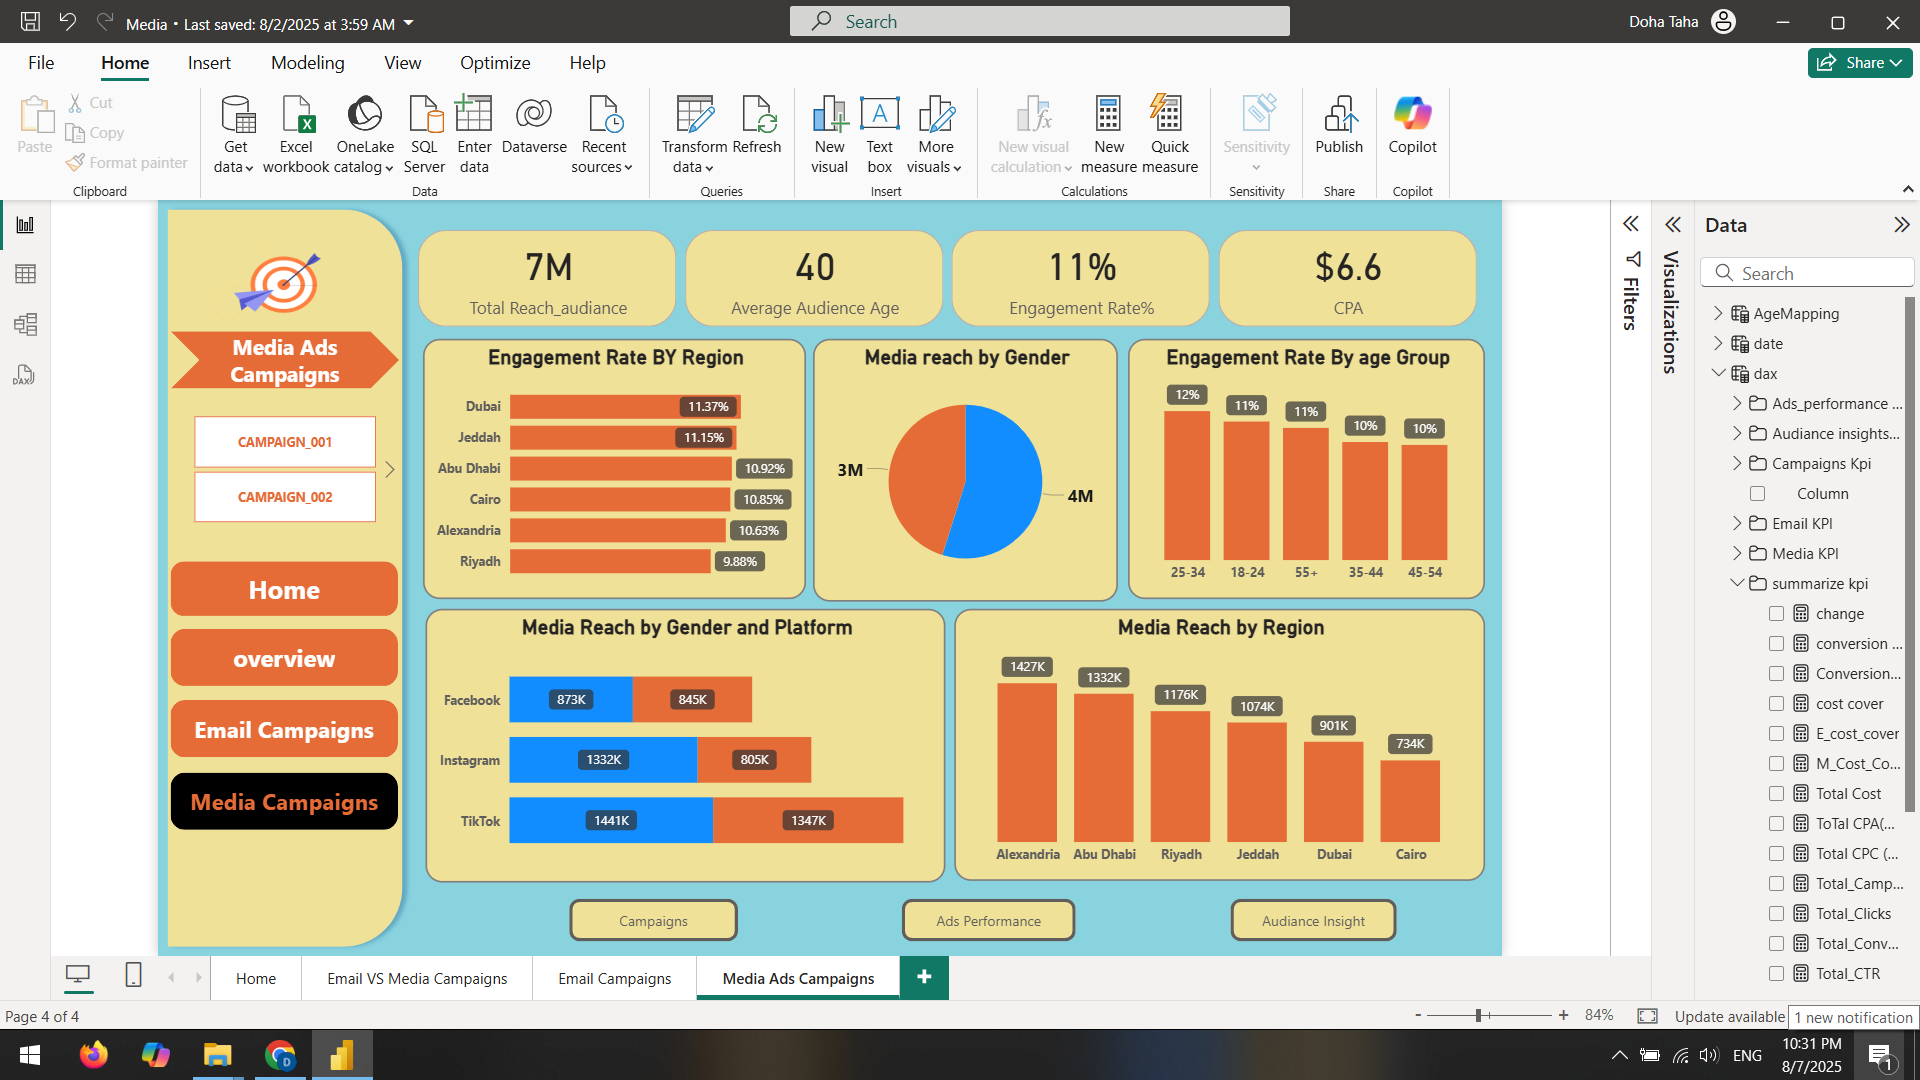 Media • Last saved: 8/2/2025 at 3:59 AM
Search
Doha Taha
File
Home
Insert
Modeling
View
Optimize
Help
Share
Paste
Cut
Copy
Format painter
Clipboard
Get data
Excel workbook
OneLake catalog
SQL Server
Enter data
Dataverse
Recent sources
Data
Transform data
Refresh
Queries
New visual
Text box
More visuals
Insert
New visual calculation
New measure
Quick measure
Calculations
Sensitivity
Sensitivity
Publish
Share
Copilot
Copilot
Media Ads
Campaigns
CAMPAIGN_001
CAMPAIGN_002
Home
overview
Email Campaigns
Media Campaigns
7M
Total Reach_audiance
40
Average Audience Age
11%
Engagement Rate%
$6.6
CPA
Engagement Rate BY Region
Dubai 11.37%
Jeddah 11.15%
Abu Dhabi 10.92%
Cairo 10.85%
Alexandria 10.63%
Riyadh 9.88%
Media reach by Gender
3M
4M
Engagement Rate By age Group
12% 11% 11% 10% 10%
25-34 18-24 55+ 35-44 45-54
Media Reach by Gender and Platform
Facebook 873K 845K
Instagram 1332K 805K
TikTok 1441K 1347K
Media Reach by Region
1427K 1332K 1176K 1074K 901K 734K
Alexandria Abu Dhabi Riyadh Jeddah Dubai Cairo
Campaigns
Ads Performance
Audiance Insight
Filters
Visualizations
Data
Search
AgeMapping
date
dax
Ads_performance ...
Audiance insights...
Campaigns Kpi
Column
Email KPI
Media KPI
summarize kpi
change
conversion ...
Conversion...
cost cover
E_cost_cover
M_Cost_Co...
Total Cost
ToTal CPA(...
Total CPC (...
Total_Camp...
Total_Clicks
Total_Conv...
Total_CTR
DAX
Home
Email VS Media Campaigns
Email Campaigns
Media Ads Campaigns
+
Page 4 of 4
- + 84%
Update available
1 new notification
D
ENG
10:31 PM
8/7/2025
1